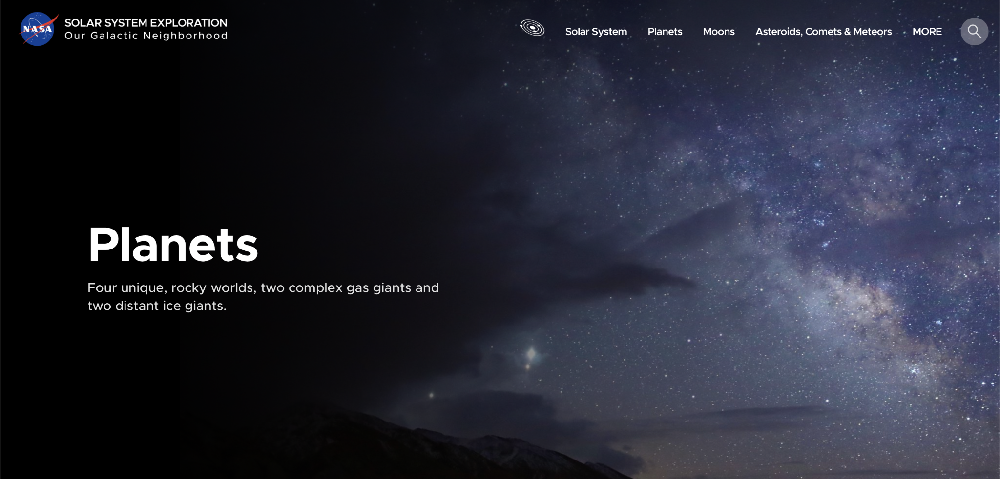 NASA
SOLAR SYSTEM EXPLORATION
Our Galactic Neighborhood
Solar System
Planets
Moons
Asteroids, Comets & Meteors
MORE
Planets
Four unique, rocky worlds, two complex gas giants and
two distant ice giants.